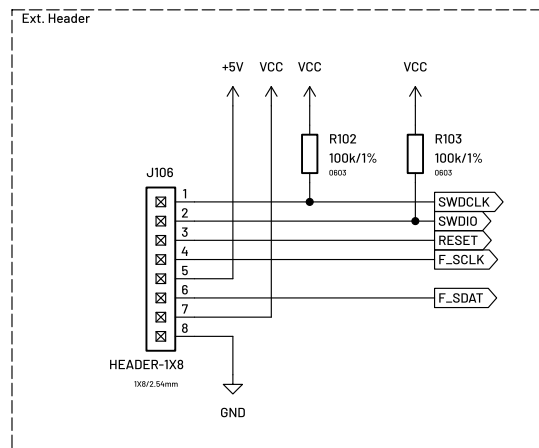 Ext. Header
+5V VCC VCC VCC
R102
100k/1%
0603
R103
100k/1%
0603
J106
1 SWDCLK
2 SWDIO
3 RESET
4 F_SCLK
5
6 F_SDAT
7
8
HEADER-1X8
1X8/2.54mm
GND